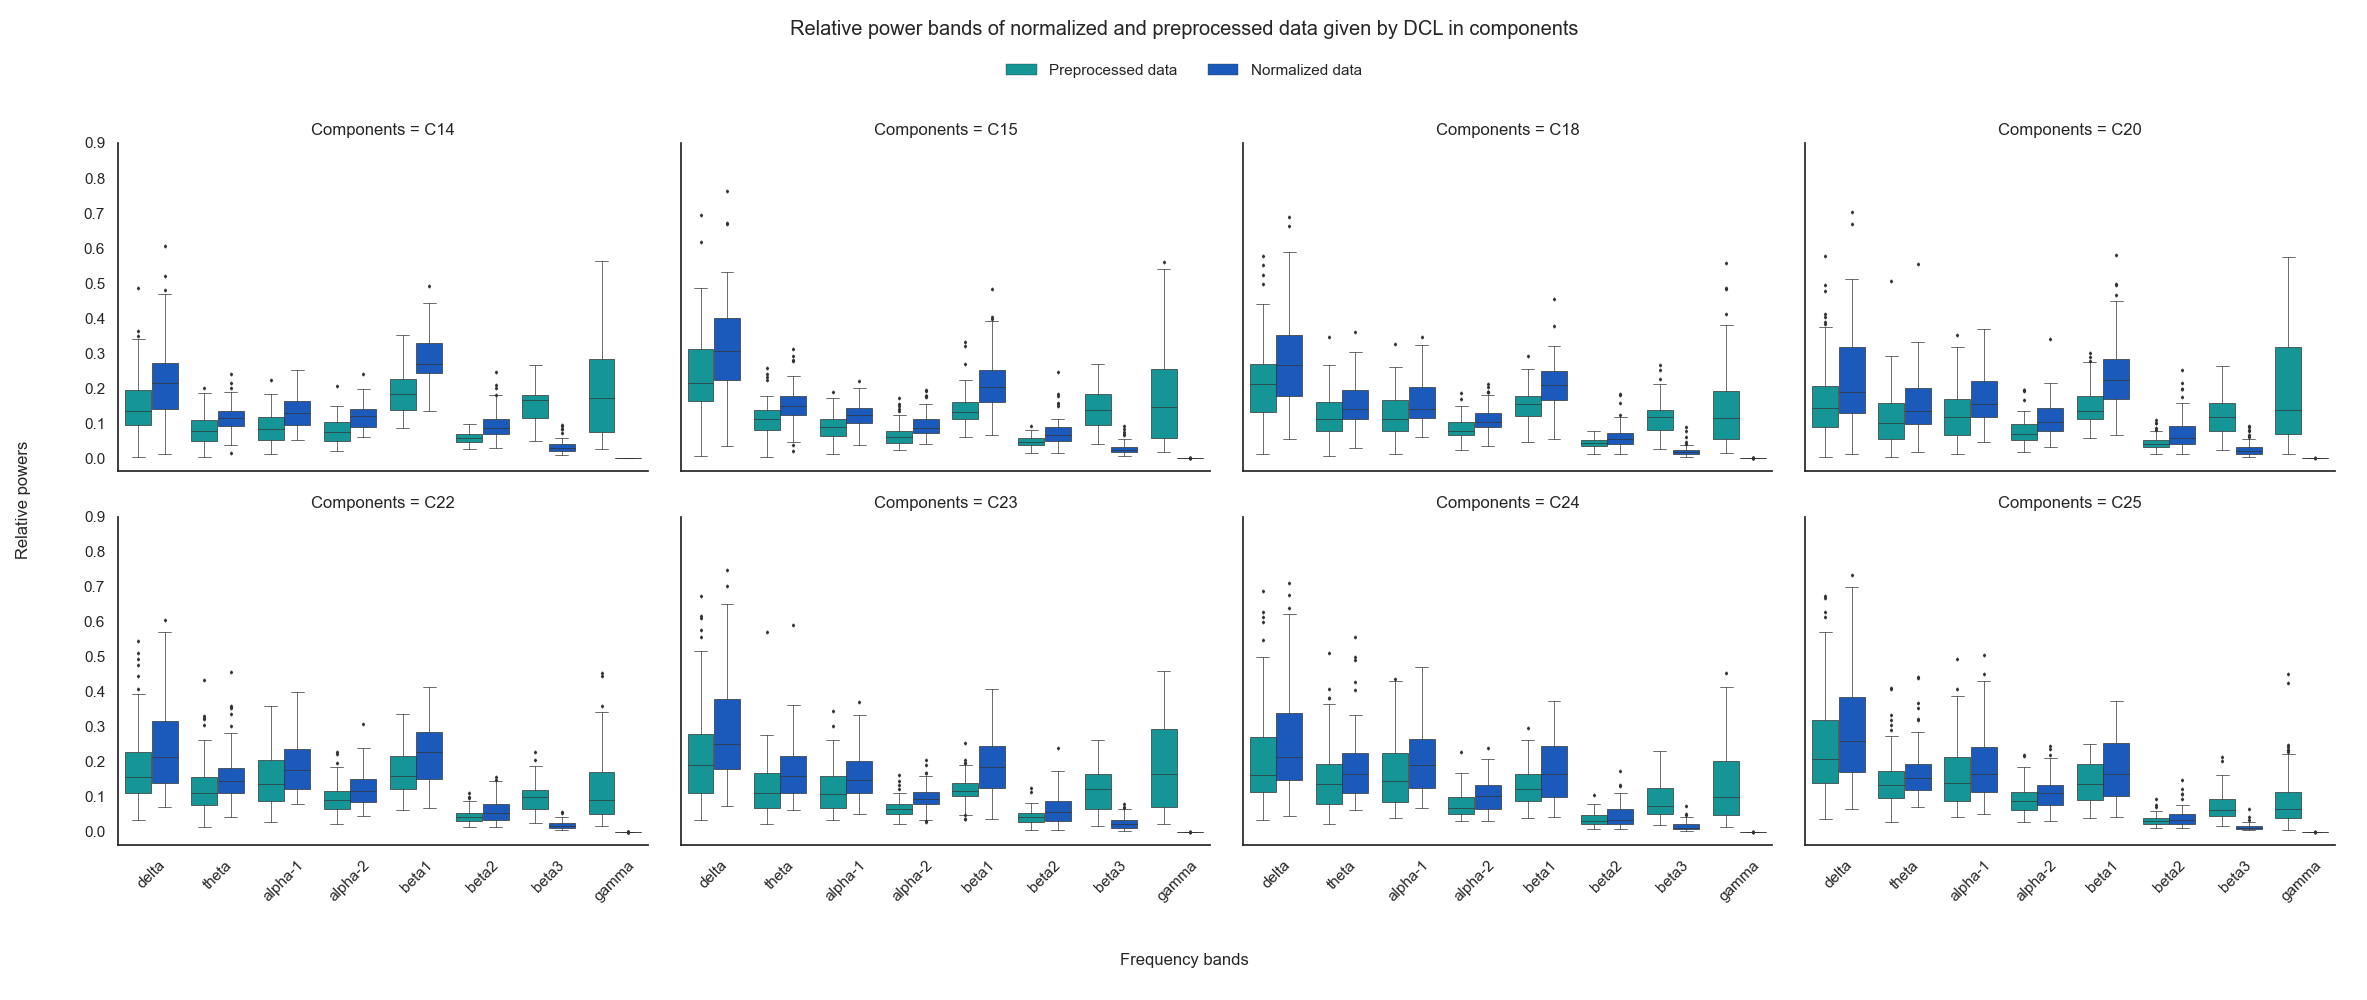 Relative power bands of normalized and preprocessed data given by DCL in components
Preprocessed data
Normalized data
Components = C14
Components = C15
Components = C18
Components = C20
0.9
0.8
0.7
0.6
0.5
0.4
0.3
0.2
0.1
0.0
Components = C22
Components = C23
Components = C24
Components = C25
0.9
0.8
0.7
0.6
0.5
0.4
0.3
0.2
0.1
0.0
Relative powers
delta
theta
alpha-1
alpha-2
beta1
beta2
beta3
gamma
delta
theta
alpha-1
alpha-2
beta1
beta2
beta3
gamma
delta
theta
alpha-1
alpha-2
beta1
beta2
beta3
gamma
delta
theta
alpha-1
alpha-2
beta1
beta2
beta3
gamma
Frequency bands